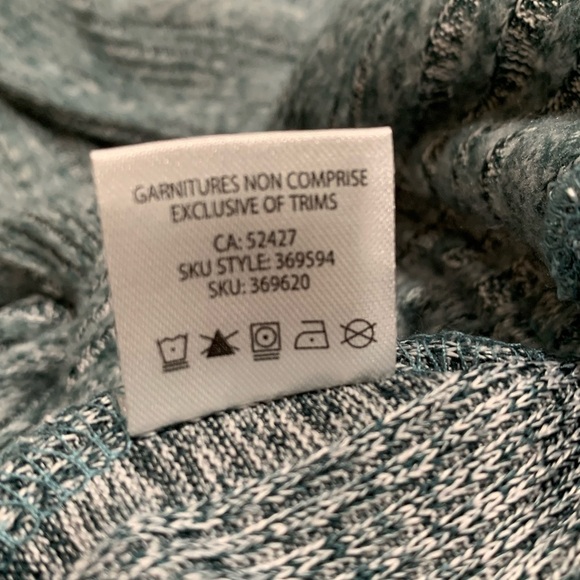 GARNITURES NON COMPRISE
EXCLUSIVE OF TRIMS
CA: 52427
SKU STYLE: 369594
SKU: 369620